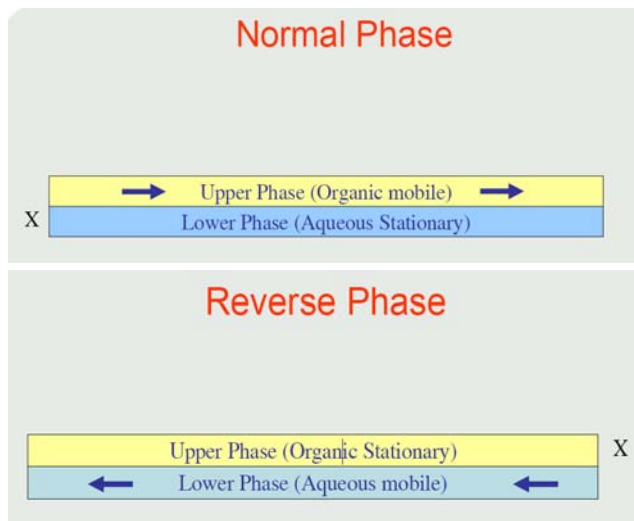 Normal Phase
Upper Phase (Organic mobile)
X
Lower Phase (Aqueous Stationary)
Reverse Phase
Upper Phase (Organic Stationary)
X
Lower Phase (Aqueous mobile)